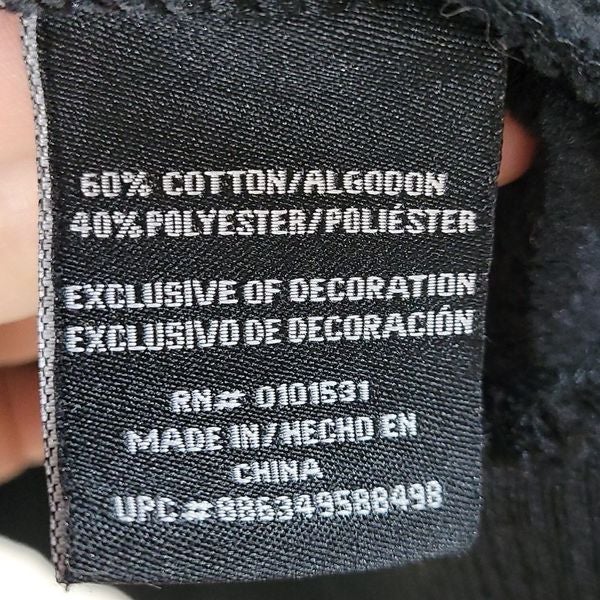 60% COTTON/ALGODON
40% POLYESTER/POLIÉSTER
EXCLUSIVE OF DECORATION
EXCLUSIVO DE DECORACIÓN
RN# 0101531
MADE IN/HECHO EN
CHINA
UPC#886349588498